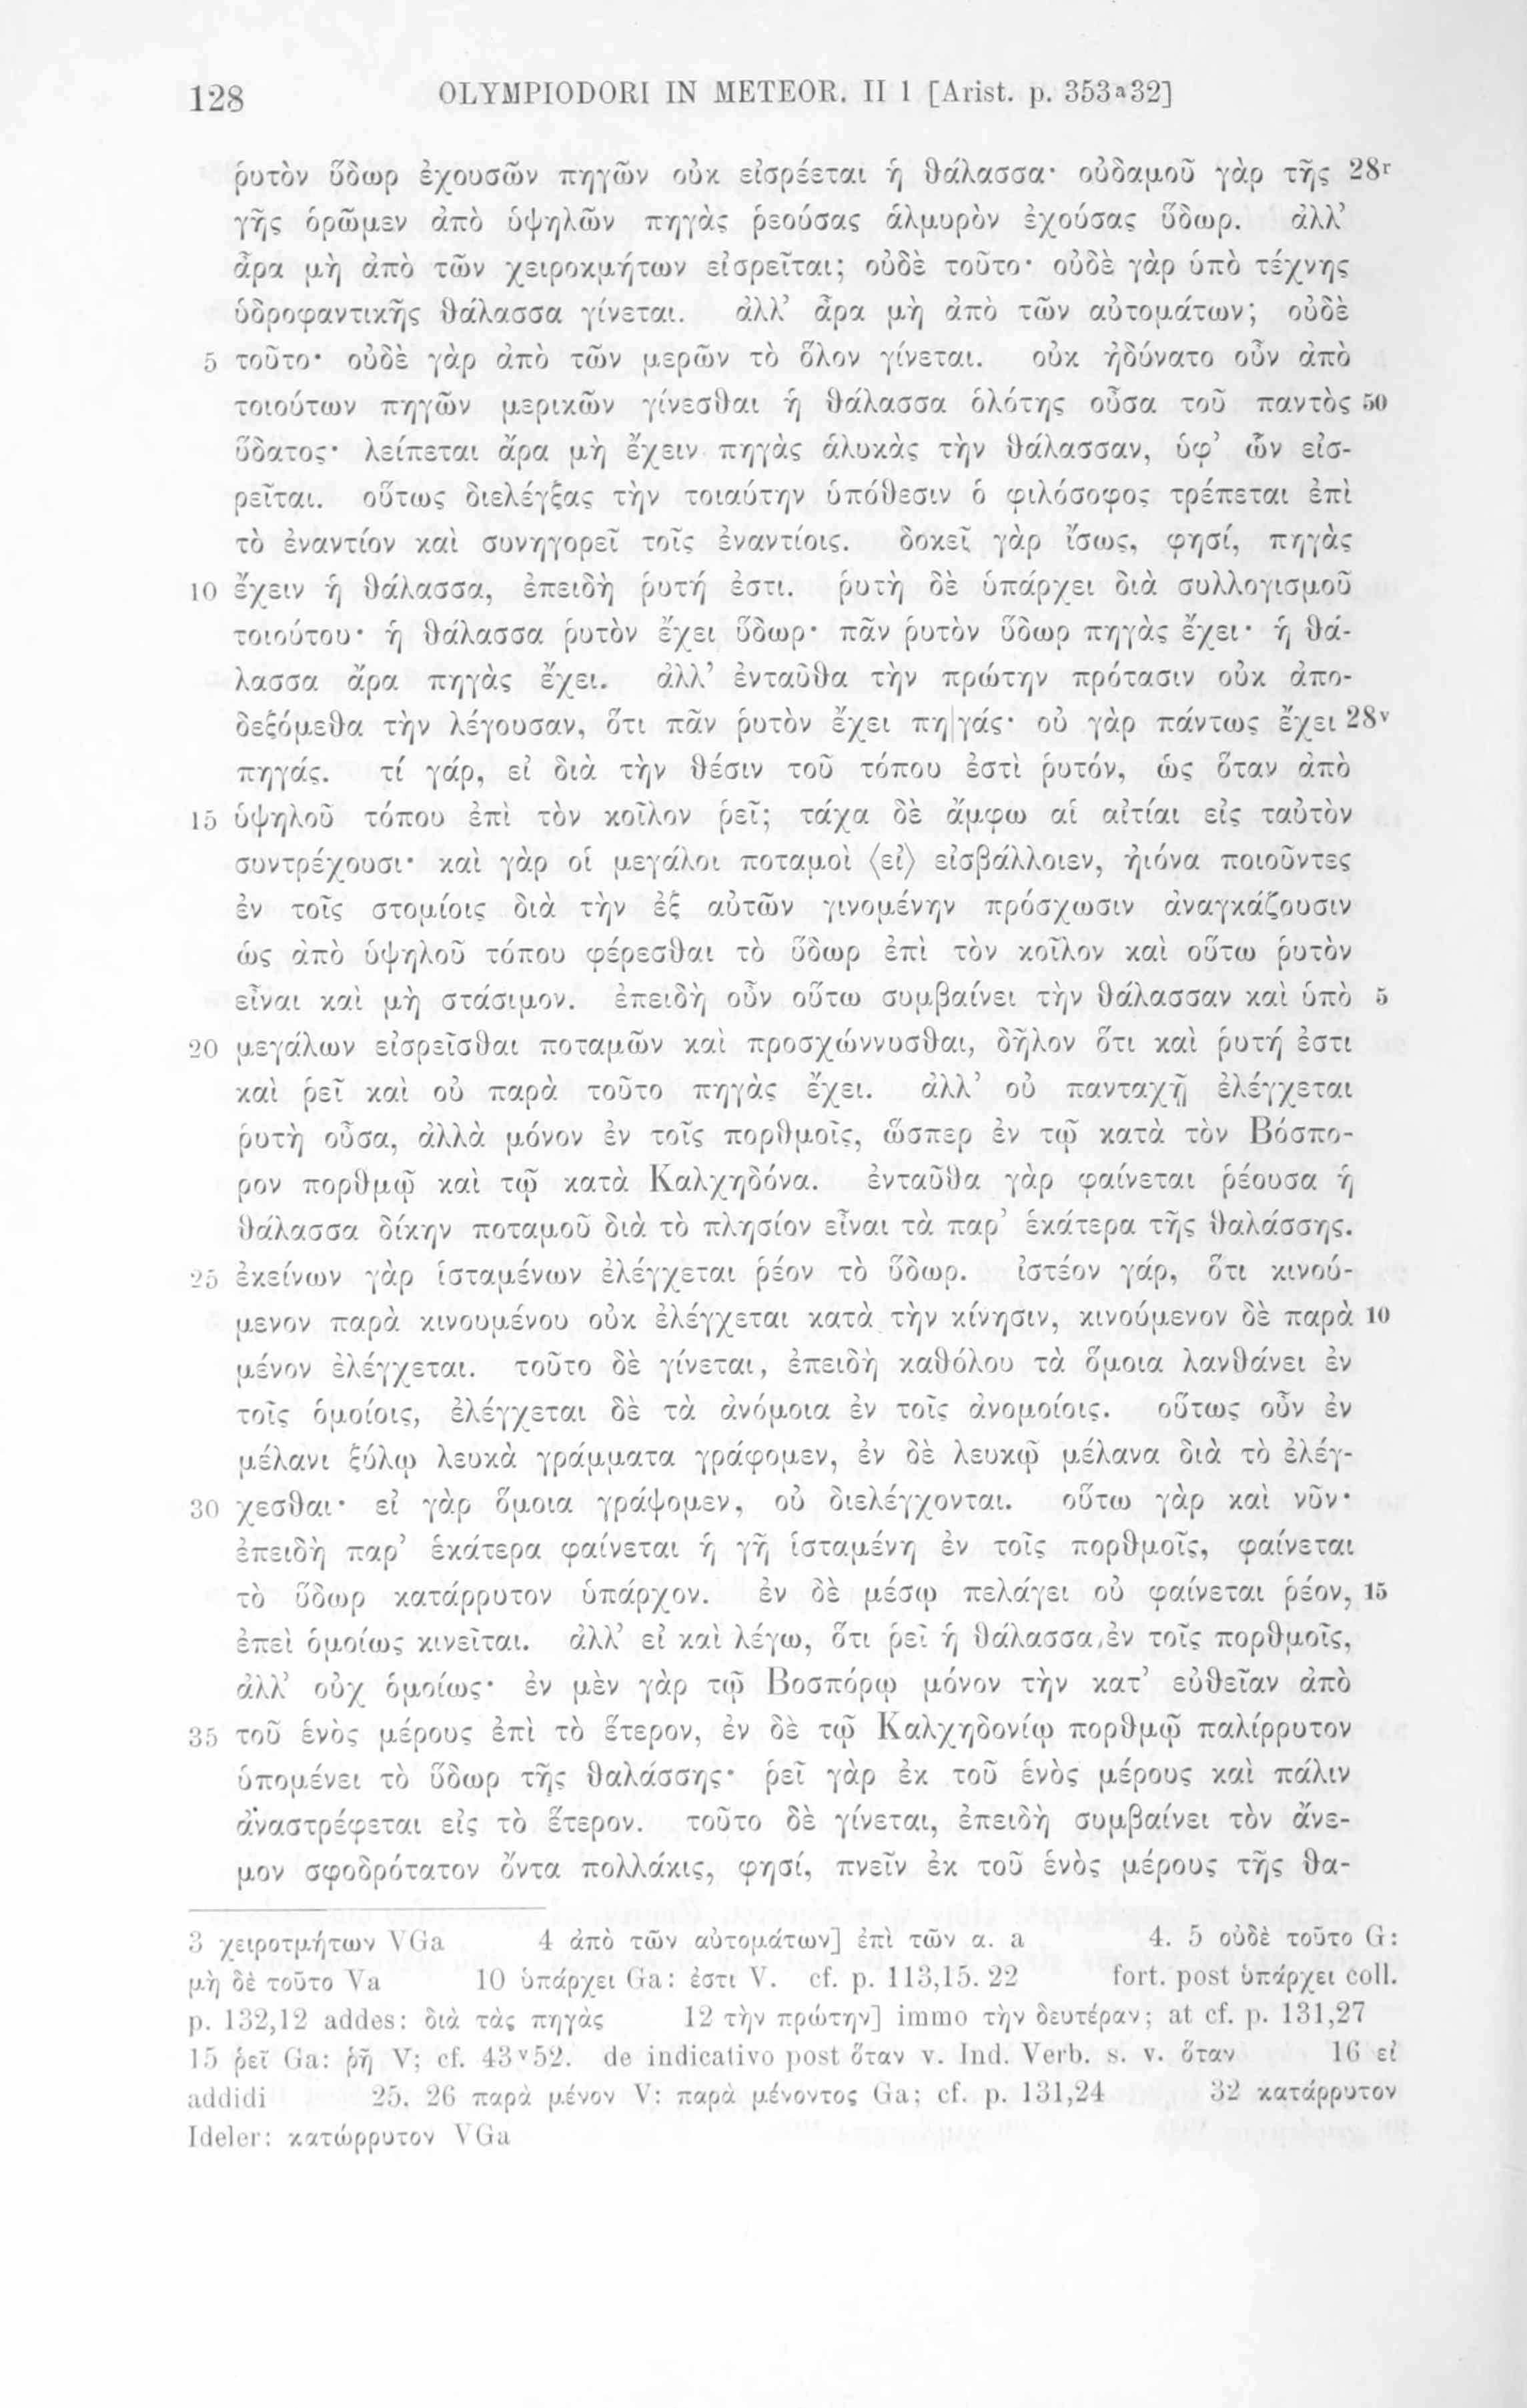 128 OLYMPIODORI IN METEOR. II 1 [Arist. p. 353a32]
ῥυτὸν ὕδωρ ἐχουσῶν πηγῶν οὐκ εἰσρέεται ἡ θάλασσα· οὐδαμοῦ γὰρ τῆς 28r
γῆς ὁρῶμεν ἀπὸ ὑψηλῶν πηγὰς ῥεούσας ἁλμυρὸν ἐχούσας ὕδωρ. ἀλλ’
ἆρα μὴ ἀπὸ τῶν χειροκμήτων εἰσρεῖται; οὐδὲ τοῦτο· οὐδὲ γὰρ ὑπὸ τέχνης
ὑδροφαντικῆς θάλασσα γίνεται. ἀλλ’ ἆρα μὴ ἀπὸ τῶν αὐτομάτων; οὐδὲ
5 τοῦτο· οὐδὲ γὰρ ἀπὸ τῶν μερῶν τὸ ὅλον γίνεται. οὐκ ἠδύνατο οὖν ἀπὸ
τοιούτων πηγῶν μερικῶν γίνεσθαι ἡ θάλασσα ὁλότης οὖσα τοῦ παντὸς 50
ὕδατος· λείπεται ἄρα μὴ ἔχειν πηγὰς ἁλυκὰς τὴν θάλασσαν, ὑφ’ ὧν εἰσ-
ρεῖται. οὕτως διελέγξας τὴν τοιαύτην ὑπόθεσιν ὁ φιλόσοφος τρέπεται ἐπὶ
τὸ ἐναντίον καὶ συνηγορεῖ τοῖς ἐναντίοις. δοκεῖ γὰρ ἴσως, φησί, πηγὰς
10 ἔχειν ἡ θάλασσα, ἐπειδὴ ῥυτή ἐστι. ῥυτὴ δὲ ὑπάρχει διὰ συλλογισμοῦ
τοιούτου· ἡ θάλασσα ῥυτὸν ἔχει ὕδωρ· πᾶν ῥυτὸν ὕδωρ πηγὰς ἔχει· ἡ θά-
λασσα ἄρα πηγὰς ἔχει. ἀλλ’ ἐνταῦθα τὴν πρώτην πρότασιν οὐκ ἀπο-
δεξόμεθα τὴν λέγουσαν, ὅτι πᾶν ῥυτὸν ἔχει πη|γάς· οὐ γὰρ πάντως ἔχει 28v
πηγάς. τί γάρ, εἰ διὰ τὴν θέσιν τοῦ τόπου ἐστὶ ῥυτόν, ὡς ὅταν ἀπὸ
15 ὑψηλοῦ τόπου ἐπὶ τὸν κοῖλον ῥεῖ; τάχα δὲ ἄμφω αἱ αἰτίαι εἰς ταὐτὸν
συντρέχουσι· καὶ γὰρ οἱ μεγάλοι ποταμοὶ ⟨εἰ⟩ εἰσβάλλοιεν, ἠιόνα ποιοῦντες
ἐν τοῖς στομίοις διὰ τὴν ἐξ αὐτῶν γινομένην πρόσχωσιν ἀναγκάζουσιν
ὡς ἀπὸ ὑψηλοῦ τόπου φέρεσθαι τὸ ὕδωρ ἐπὶ τὸν κοῖλον καὶ οὕτω ῥυτὸν
εἶναι καὶ μὴ στάσιμον. ἐπειδὴ οὖν οὕτω συμβαίνει τὴν θάλασσαν καὶ ὑπὸ 5
20 μεγάλων εἰσρεῖσθαι ποταμῶν καὶ προσχώννυσθαι, δῆλον ὅτι καὶ ῥυτή ἐστι
καὶ ῥεῖ καὶ οὐ παρὰ τοῦτο πηγὰς ἔχει. ἀλλ’ οὐ πανταχῇ ἐλέγχεται
ῥυτὴ οὖσα, ἀλλὰ μόνον ἐν τοῖς πορθμοῖς, ὥσπερ ἐν τῷ κατὰ τὸν Βόσπο-
ρον πορθμῷ καὶ τῷ κατὰ Καλχηδόνα. ἐνταῦθα γὰρ φαίνεται ῥέουσα ἡ
θάλασσα δίκην ποταμοῦ διὰ τὸ πλησίον εἶναι τὰ παρ’ ἑκάτερα τῆς θαλάσσης.
25 ἐκείνων γὰρ ἱσταμένων ἐλέγχεται ῥέον τὸ ὕδωρ. ἰστέον γάρ, ὅτι κινού-
μενον παρὰ κινουμένου οὐκ ἐλέγχεται κατὰ τὴν κίνησιν, κινούμενον δὲ παρὰ 10
μένον ἐλέγχεται. τοῦτο δὲ γίνεται, ἐπειδὴ καθόλου τὰ ὅμοια λανθάνει ἐν
τοῖς ὁμοίοις, ἐλέγχεται δὲ τὰ ἀνόμοια ἐν τοῖς ἀνομοίοις. οὕτως οὖν ἐν
μέλανι ξύλῳ λευκὰ γράμματα γράφομεν, ἐν δὲ λευκῷ μέλανα διὰ τὸ ἐλέγ-
30 χεσθαι· εἰ γὰρ ὅμοια γράψομεν, οὐ διελέγχονται. οὕτω γὰρ καὶ νῦν·
ἐπειδὴ παρ’ ἑκάτερα φαίνεται ἡ γῆ ἱσταμένη ἐν τοῖς πορθμοῖς, φαίνεται
τὸ ὕδωρ κατάρρυτον ὑπάρχον. ἐν δὲ μέσῳ πελάγει οὐ φαίνεται ῥέον, 15
ἐπεὶ ὁμοίως κινεῖται. ἀλλ’ εἰ καὶ λέγω, ὅτι ῥεῖ ἡ θάλασσα ἐν τοῖς πορθμοῖς,
ἀλλ’ οὐχ ὁμοίως· ἐν μὲν γὰρ τῷ Βοσπόρῳ μόνον τὴν κατ’ εὐθεῖαν ἀπὸ
35 τοῦ ἑνὸς μέρους ἐπὶ τὸ ἕτερον, ἐν δὲ τῷ Καλχηδονίῳ πορθμῷ παλίρρυτον
ὑπομένει τὸ ὕδωρ τῆς θαλάσσης· ῥεῖ γὰρ ἐκ τοῦ ἑνὸς μέρους καὶ πάλιν
ἀναστρέφεται εἰς τὸ ἕτερον. τοῦτο δὲ γίνεται, ἐπειδὴ συμβαίνει τὸν ἄνε-
μον σφοδρότατον ὄντα πολλάκις, φησί, πνεῖν ἐκ τοῦ ἑνὸς μέρους τῆς θα-
3 χειροτμήτων VGa 4 ἀπὸ τῶν αὐτομάτων] ἐπὶ τῶν α. a 4. 5 οὐδὲ τοῦτο G:
μὴ δὲ τοῦτο Va 10 ὑπάρχει Ga: ἐστι V. cf. p. 113,15. 22 fort. post ὑπάρχει coll.
p. 132,12 addes: διὰ τὰς πηγὰς 12 τὴν πρώτην] immo τὴν δευτέραν; at cf. p. 131,27
15 ῥεῖ Ga: ῥῇ V; cf. 43v52. de indicativo post ὅταν v. Ind. Verb. s. v. ὅταν 16 εἰ
addidi 25. 26 παρὰ μένον V: παρὰ μένοντος Ga; cf. p. 131,24 32 κατάρρυτον
Ideler: κατώρρυτον VGa